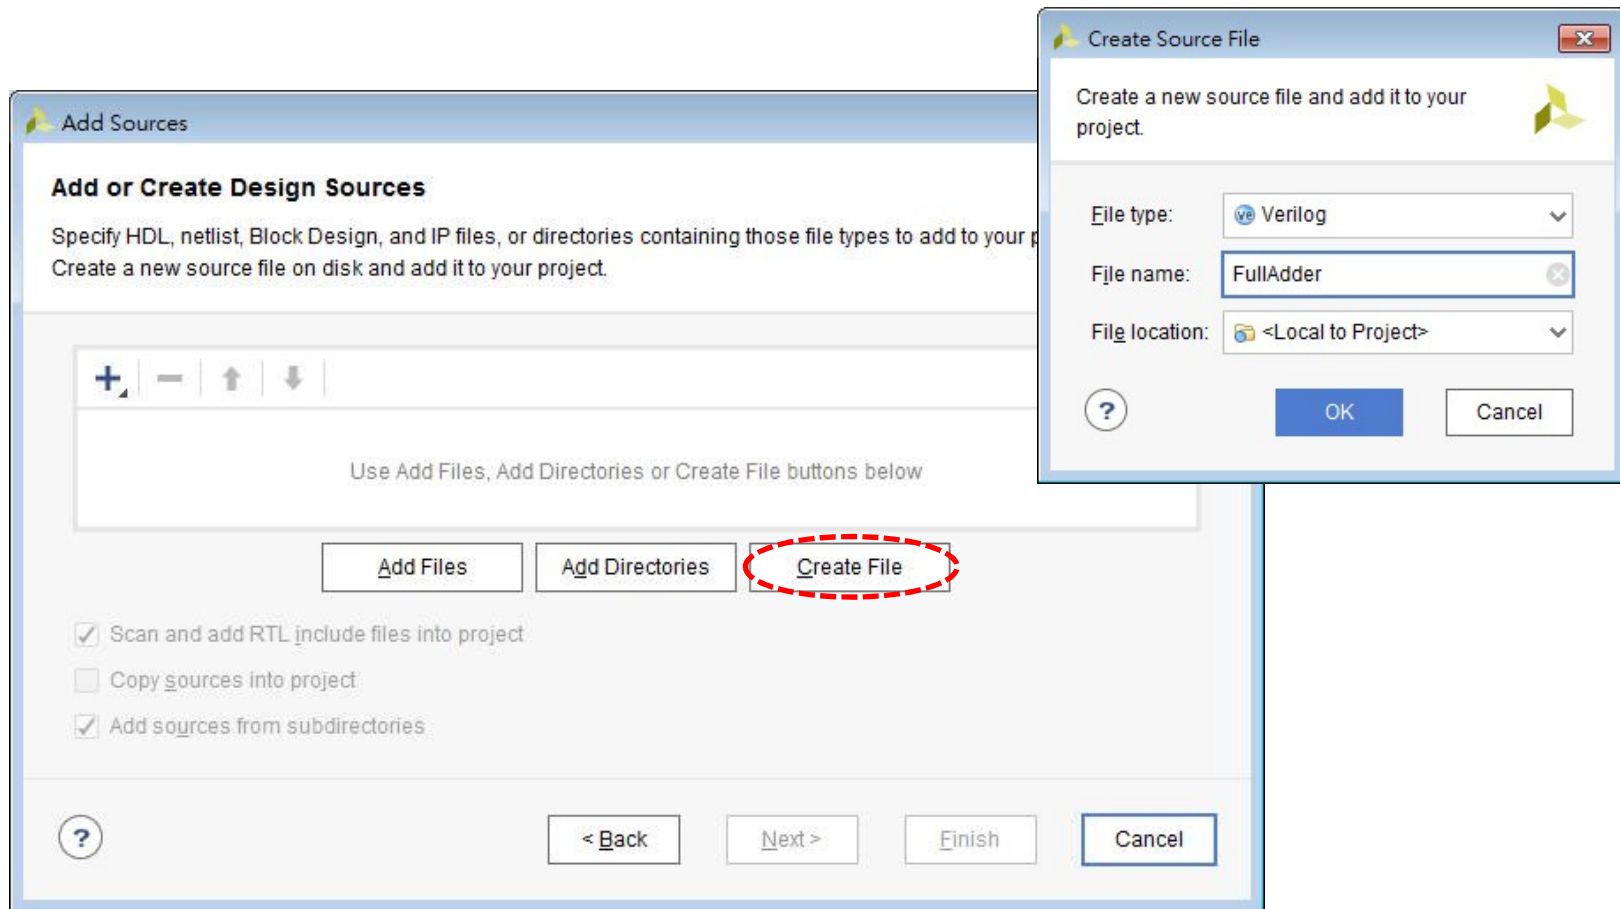 Create Source File
Create a new source file and add it to your
project.
File type:
ve Verilog
File name:
FullAdder
File location:
<Local to Project>
?
OK
Cancel
Add Sources
Add or Create Design Sources
Specify HDL, netlist, Block Design, and IP files, or directories containing those file types to add to your
Create a new source file on disk and add it to your project.
Use Add Files, Add Directories or Create File buttons below
Add Files
Add Directories
Create File
Scan and add RTL include files into project
Copy sources into project
Add sources from subdirectories
?
< Back
Next >
Finish
Cancel